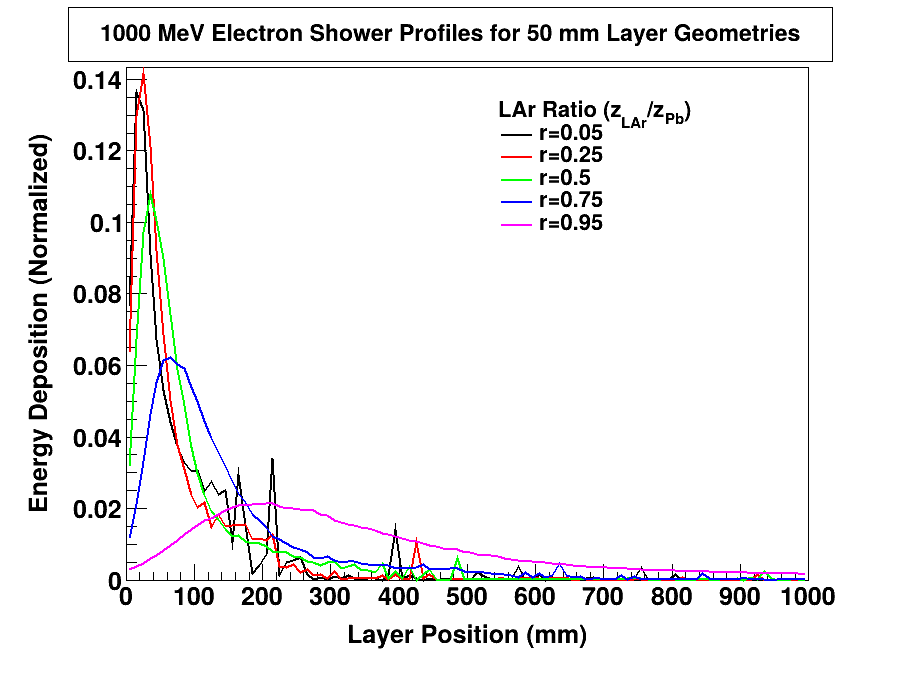 1000 MeV Electron Shower Profiles for 50 mm Layer Geometries
LAr Ratio (z_LAr/z_Pb)
r=0.05
r=0.25
r=0.5
r=0.75
r=0.95
Energy Deposition (Normalized)
0.14
0.12
0.1
0.08
0.06
0.04
0.02
0
0 100 200 300 400 500 600 700 800 900 1000
Layer Position (mm)